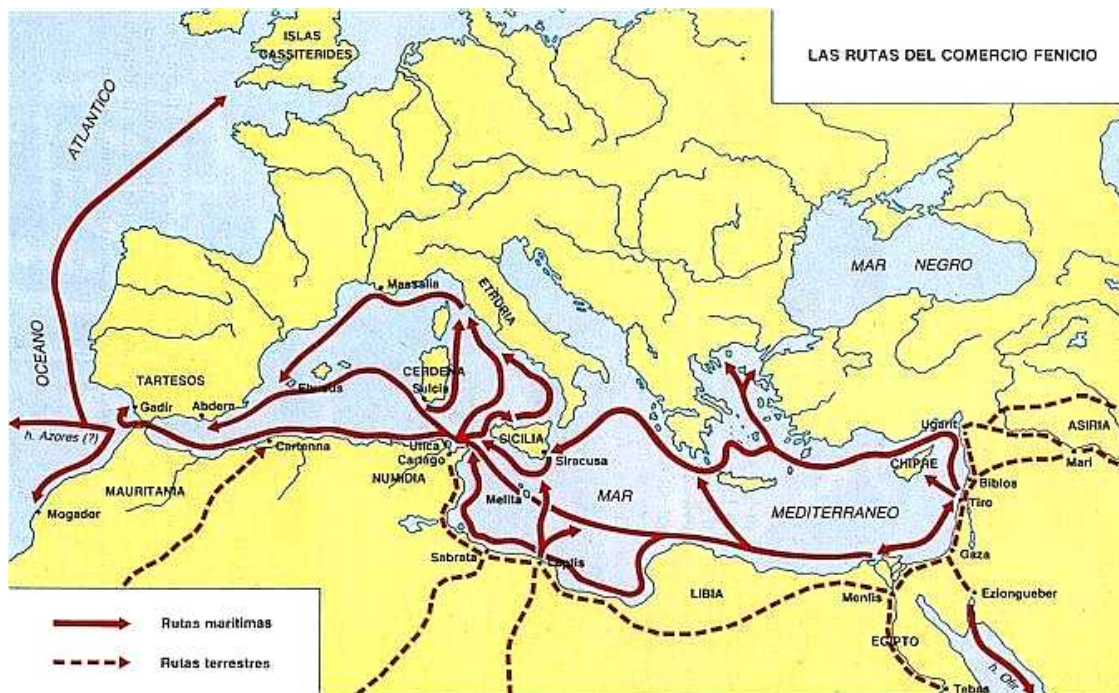 LAS RUTAS DEL COMERCIO FENICIO
ISLAS
CASSITERIDES
ATLANTICO
OCEANO
MAR NEGRO
Massalia
ETRURIA
CERDEÑA
Sulcis
Ebusus
TARTESOS
Gadir
Abdera
h. Azores (?)
Cartenna
Utica
Cartago
SICILIA
Siracusa
NUMIDIA
MAURITANIA
Mogador
Melita
MAR
MEDITERRANEO
Ugarit
ASIRIA
CHIPRE
Mari
Biblos
Tiro
Gaza
Sabrata
Leptis
LIBIA
Menfis
Eziongueber
EGIPTO
h. Ofir
Tebas
Rutas marítimas
Rutas terrestres